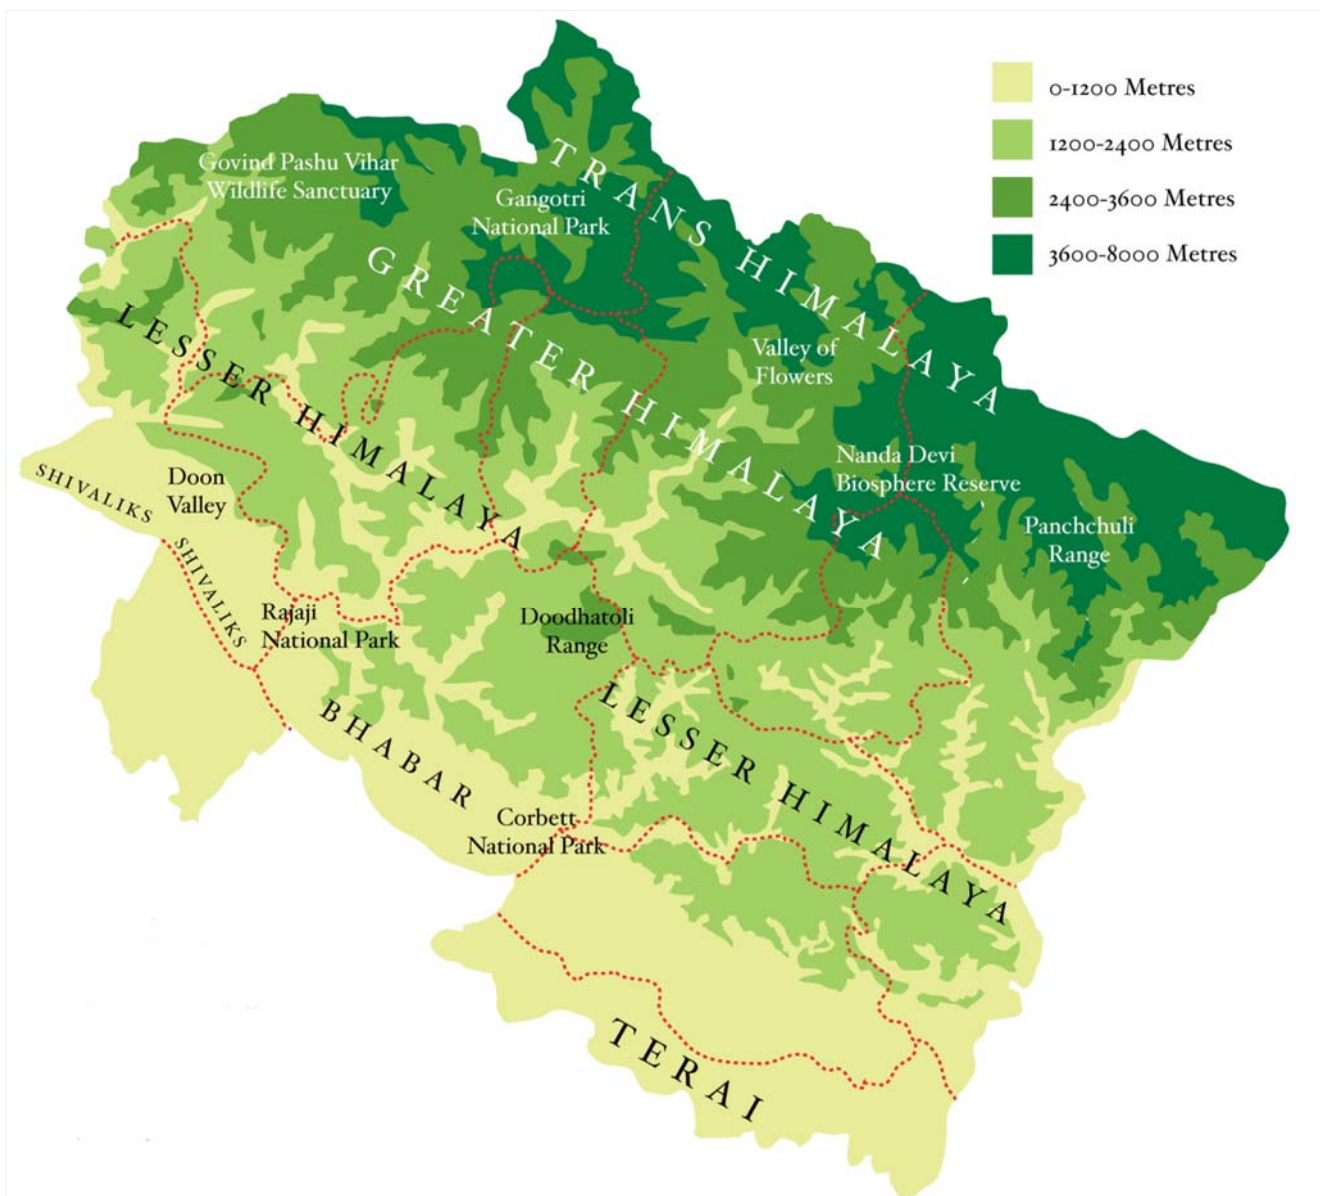 0-1200 Metres
1200-2400 Metres
2400-3600 Metres
3600-8000 Metres
TRANS HIMALAYA
Govind Pashu Vihar
Wildlife Sanctuary
Gangotri
National Park
GREATER HIMALAYA
LESSER HIMALAYA
Valley of
Flowers
Nanda Devi
Biosphere Reserve
SHIVALIKS
Doon
Valley
Panchchuli
Range
SHIVALIKS
Rajaji
National Park
Doodhatoli
Range
LESSER HIMALAYA
BHABAR
Corbett
National Park
TERAI